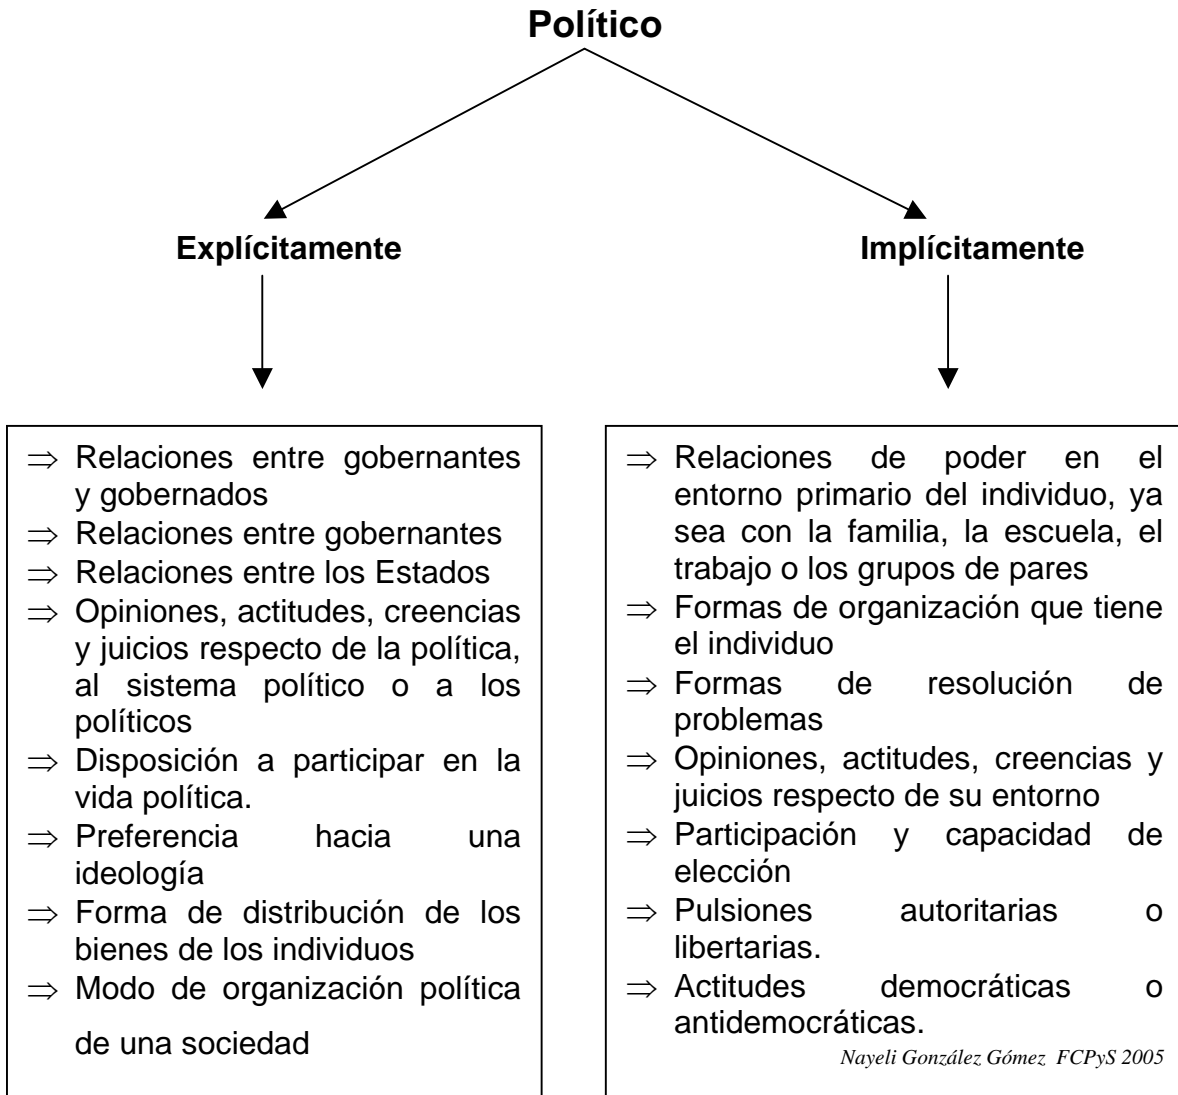 Político
Explícitamente
Implícitamente
⇒ Relaciones entre gobernantes
y gobernados
⇒ Relaciones entre gobernantes
⇒ Relaciones entre los Estados
⇒ Opiniones, actitudes, creencias
y juicios respecto de la política,
al sistema político o a los
políticos
⇒ Disposición a participar en la
vida política.
⇒ Preferencia hacia una
ideología
⇒ Forma de distribución de los
bienes de los individuos
⇒ Modo de organización política
de una sociedad
⇒ Relaciones de poder en el
entorno primario del individuo, ya
sea con la familia, la escuela, el
trabajo o los grupos de pares
⇒ Formas de organización que tiene
el individuo
⇒ Formas de resolución de
problemas
⇒ Opiniones, actitudes, creencias y
juicios respecto de su entorno
⇒ Participación y capacidad de
elección
⇒ Pulsiones autoritarias o
libertarias.
⇒ Actitudes democráticas o
antidemocráticas.
Nayeli González Gómez FCPyS 2005